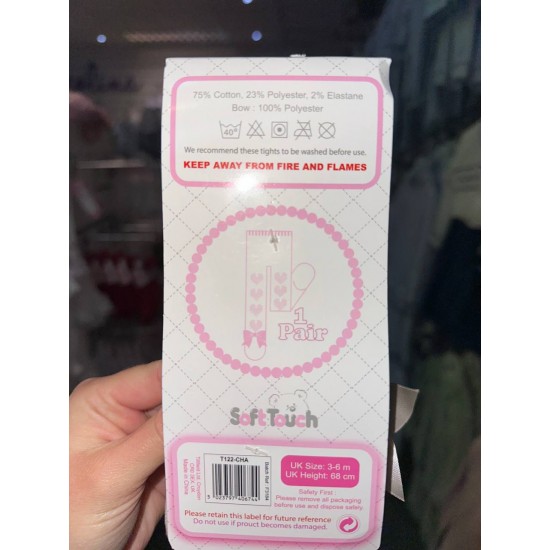 75% Cotton, 23% Polyester, 2% Elastane
Bow : 100% Polyester
40°
We recommend these tights to be washed before use.
KEEP AWAY FROM FIRE AND FLAMES
1
Pair
Soft Touch
T122-CHA
Made in China
UK Size: 3-6 m
UK Height: 68 cm
Safety First :
Please remove all packaging
before use and dispose safely.
Please retain this label for future reference
Do not use if prouct becomes damaged.